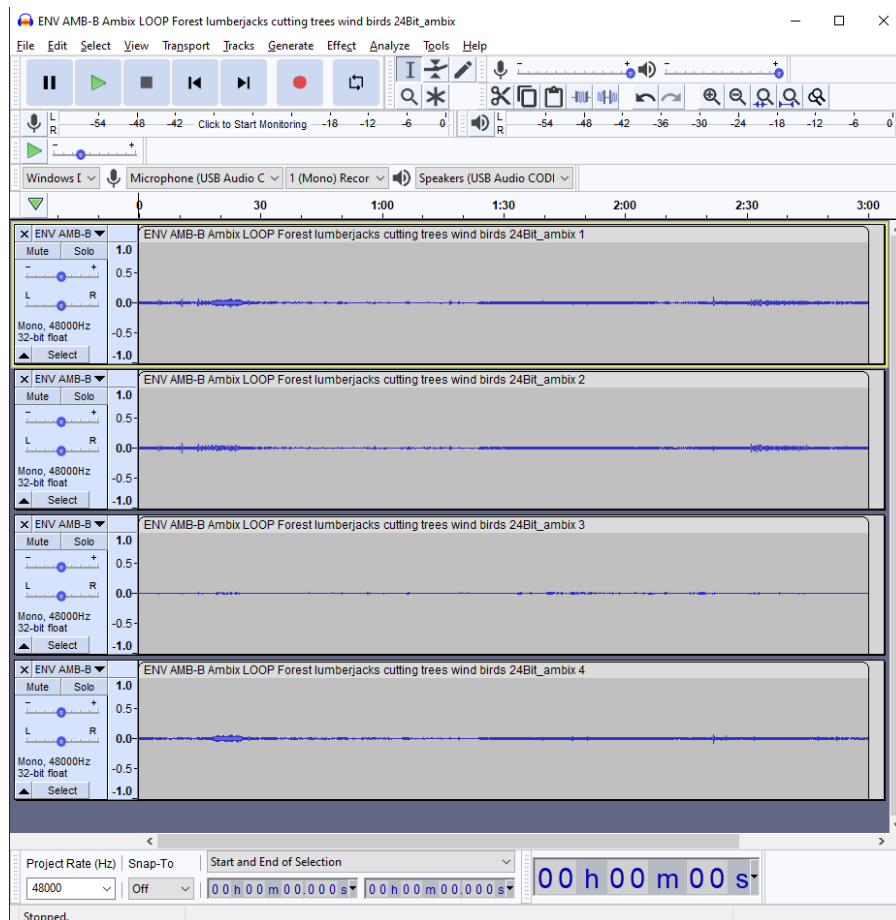 ENV AMB-B Ambix LOOP Forest lumberjacks cutting trees wind birds 24Bit_ambix
File Edit Select View Transport Tracks Generate Effect Analyze Tools Help
L R -54 -48 -42 Click to Start Monitoring -18 -12 -6 0 L R -54 -48 -42 -36 -30 -24 -18 -12 -6 0
Windows D Microphone (USB Audio C 1 (Mono) Recor Speakers (USB Audio CODI
0 30 1:00 1:30 2:00 2:30 3:00
ENV AMB-B ENV AMB-B Ambix LOOP Forest lumberjacks cutting trees wind birds 24Bit_ambix 1
Mute Solo 1.0
- + 0.5
L R 0.0
Mono, 48000Hz
32-bit float -0.5
Select -1.0
ENV AMB-B ENV AMB-B Ambix LOOP Forest lumberjacks cutting trees wind birds 24Bit_ambix 2
Mute Solo 1.0
- + 0.5
L R 0.0
Mono, 48000Hz
32-bit float -0.5
Select -1.0
ENV AMB-B ENV AMB-B Ambix LOOP Forest lumberjacks cutting trees wind birds 24Bit_ambix 3
Mute Solo 1.0
- + 0.5
L R 0.0
Mono, 48000Hz
32-bit float -0.5
Select -1.0
ENV AMB-B ENV AMB-B Ambix LOOP Forest lumberjacks cutting trees wind birds 24Bit_ambix 4
Mute Solo 1.0
- + 0.5
L R 0.0
Mono, 48000Hz
32-bit float -0.5
Select -1.0
Project Rate (Hz) Snap-To Start and End of Selection
48000 Off 00 h 00 m 00.000 s 00 h 00 m 00.000 s 00 h 00 m 00 s
Stopped.